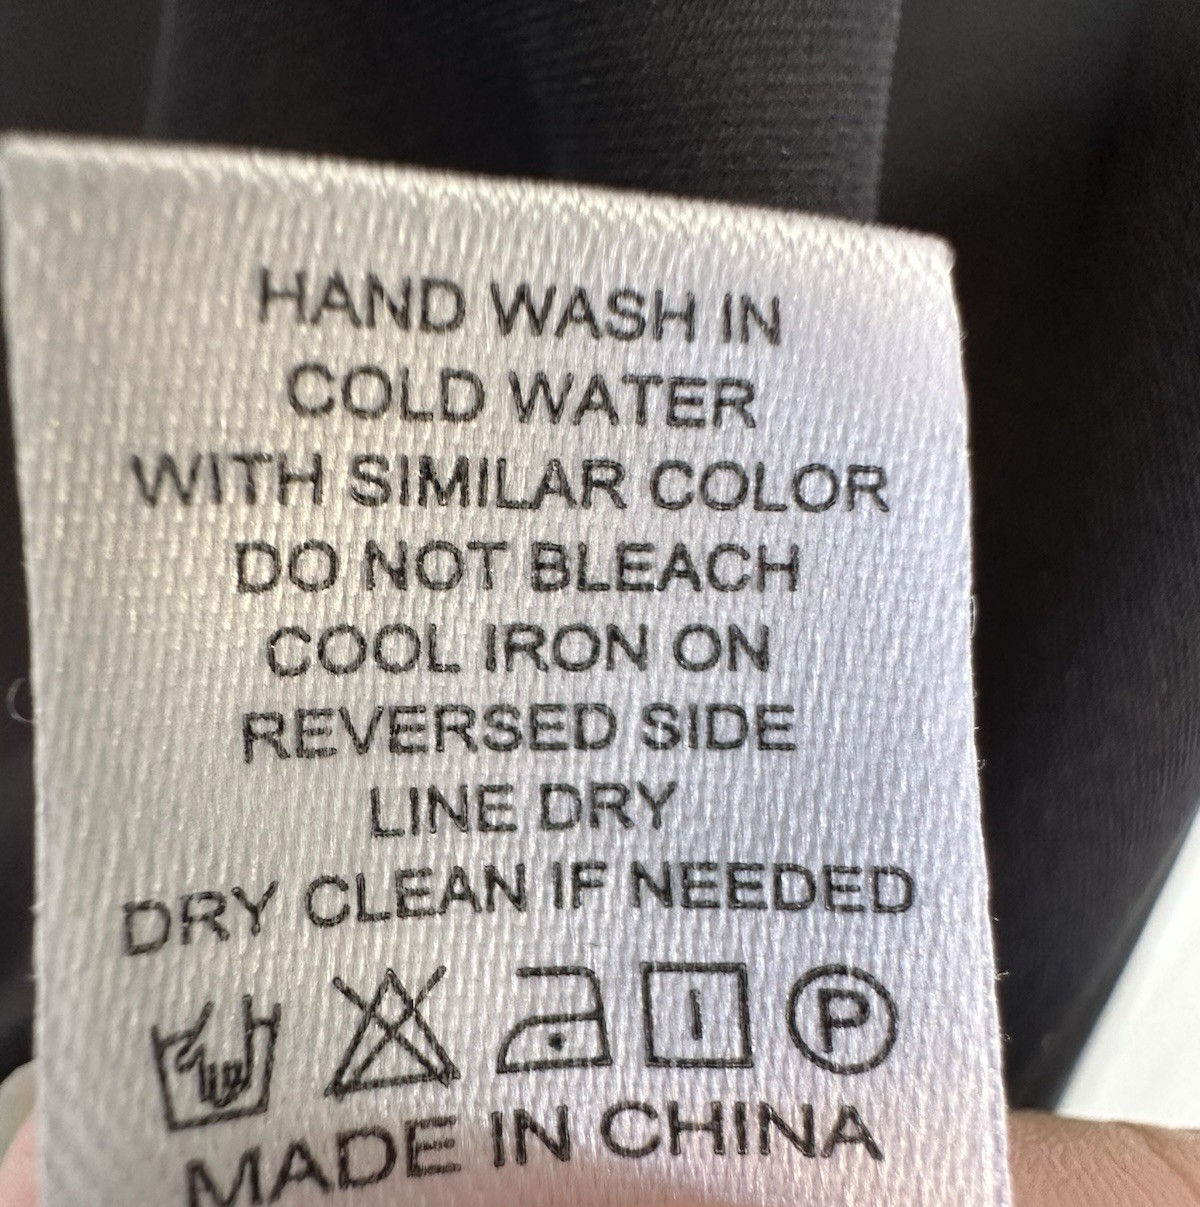 HAND WASH IN
COLD WATER
WITH SIMILAR COLOR
DO NOT BLEACH
COOL IRON ON
REVERSED SIDE
LINE DRY
DRY CLEAN IF NEEDED
P
MADE IN CHINA